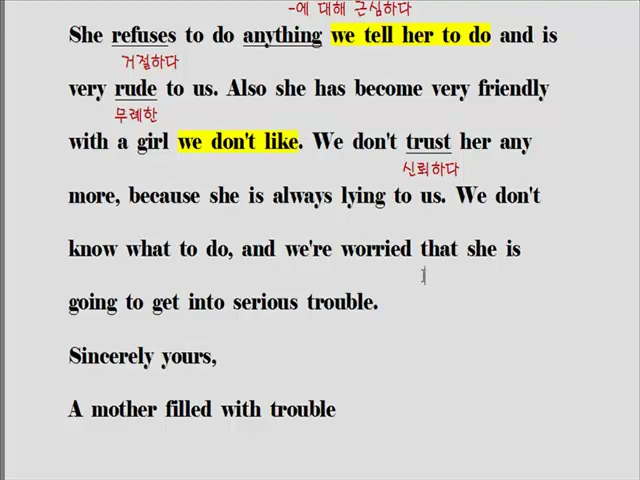 -에 대해 근심하다
She refuses to do anything we tell her to do and is
거절하다
very rude to us. Also she has become very friendly
무례한
with a girl we don't like. We don't trust her any
신뢰하다
more, because she is always lying to us. We don't
know what to do, and we're worried that she is
going to get into serious trouble.
Sincerely yours,
A mother filled with trouble